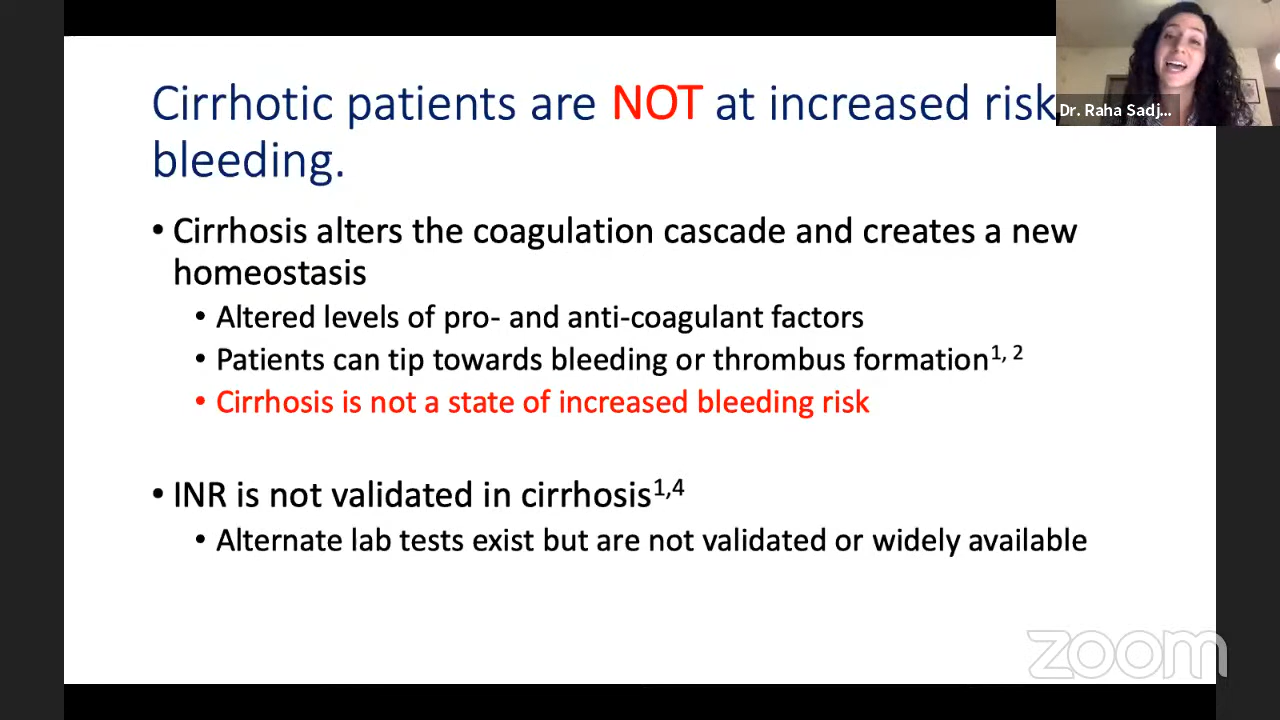 Cirrhotic patients are NOT at increased risk
bleeding.
Dr. Raha Sadj...
• Cirrhosis alters the coagulation cascade and creates a new
homeostasis
• Altered levels of pro- and anti-coagulant factors
• Patients can tip towards bleeding or thrombus formation1, 2
• Cirrhosis is not a state of increased bleeding risk
• INR is not validated in cirrhosis1,4
• Alternate lab tests exist but are not validated or widely available
zoom